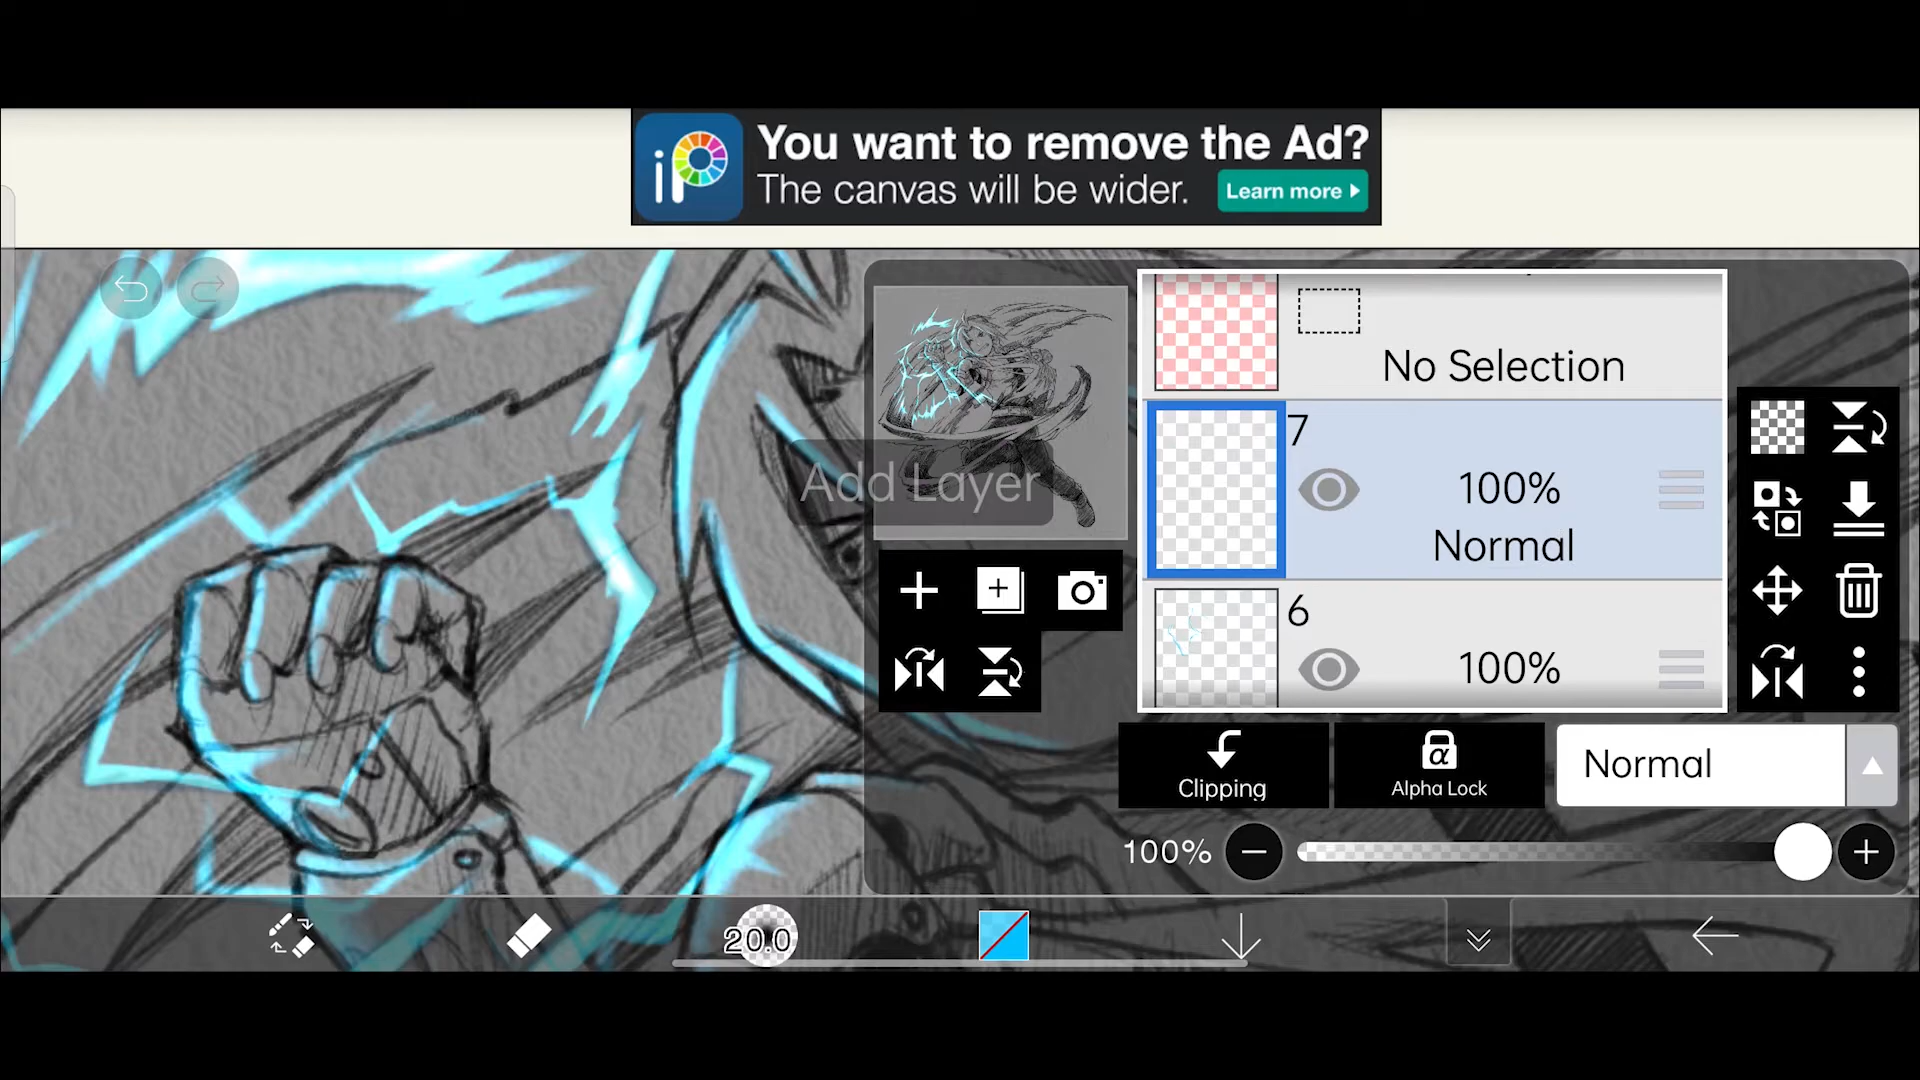 iP
You want to remove the Ad?
The canvas will be wider.
Learn more
No Selection
7
100%
Normal
Add Layer
6
100%
Clipping
α
Alpha Lock
Normal
100%
20.0